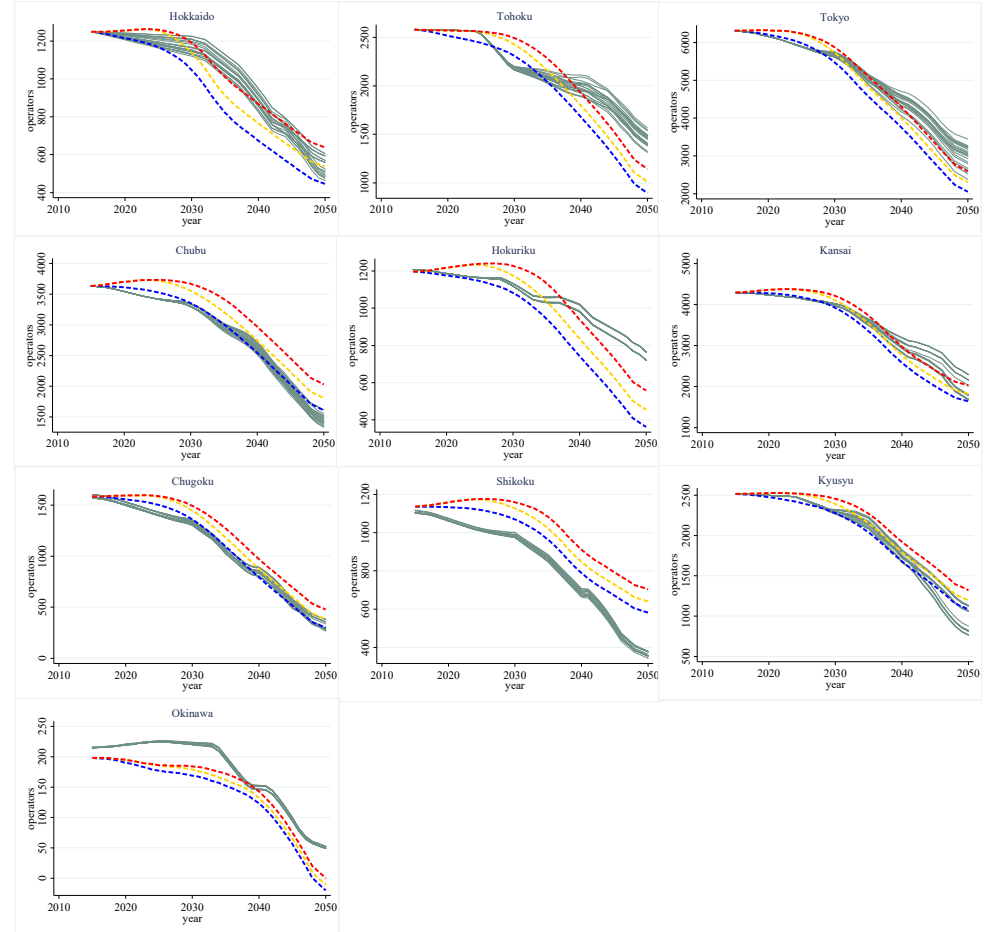 Hokkaido
operators
400 600 800 1000 1200
2010 2020 2030 2040 2050
year
Tohoku
operators
1000 1500 2000 2500
2010 2020 2030 2040 2050
year
Tokyo
operators
2000 3000 4000 5000 6000
2010 2020 2030 2040 2050
year
Chubu
operators
1500 2000 2500 3000 3500 4000
2010 2020 2030 2040 2050
year
Hokuriku
operators
400 600 800 1000 1200
2010 2020 2030 2040 2050
year
Kansai
operators
1000 2000 3000 4000 5000
2010 2020 2030 2040 2050
year
Chugoku
operators
0 500 1000 1500
2010 2020 2030 2040 2050
year
Shikoku
operators
400 600 800 1000 1200
2010 2020 2030 2040 2050
year
Kyusyu
operators
500 1000 1500 2000 2500
2010 2020 2030 2040 2050
year
Okinawa
operators
0 50 100 150 200 250
2010 2020 2030 2040 2050
year